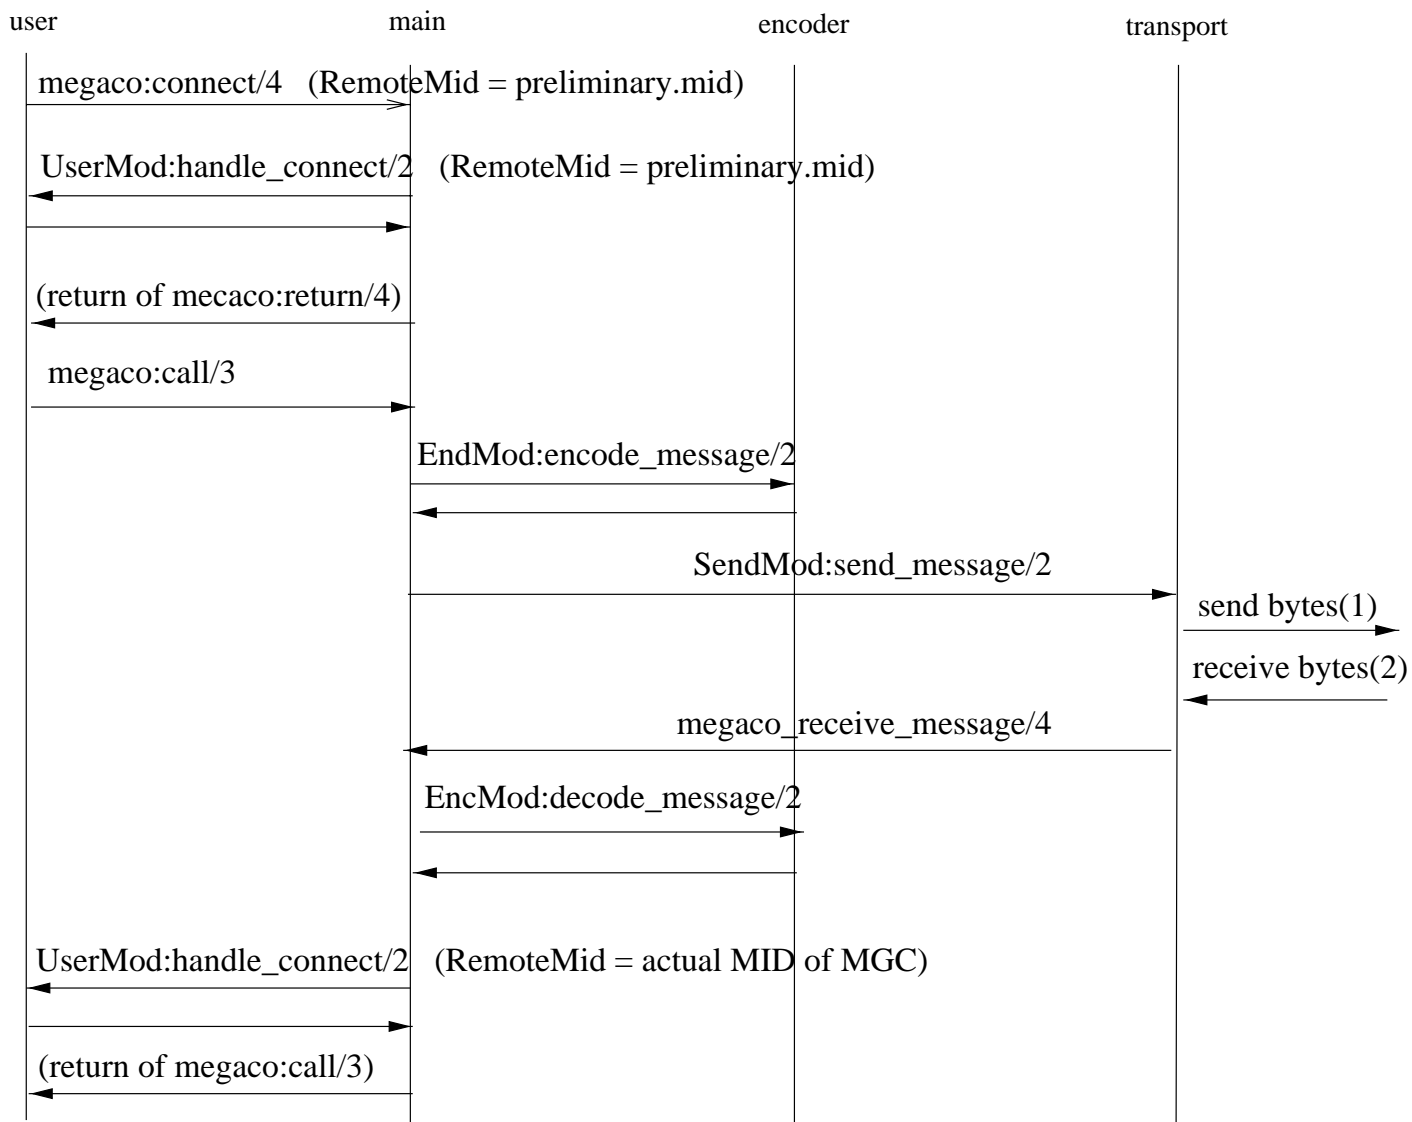 user main encoder transport
megaco:connect/4 (RemoteMid = preliminary.mid)
UserMod:handle_connect/2 (RemoteMid = preliminary.mid)
(return of mecaco:return/4)
megaco:call/3
EndMod:encode_message/2
SendMod:send_message/2
send bytes(1)
receive bytes(2)
megaco_receive_message/4
EncMod:decode_message/2
UserMod:handle_connect/2 (RemoteMid = actual MID of MGC)
(return of megaco:call/3)